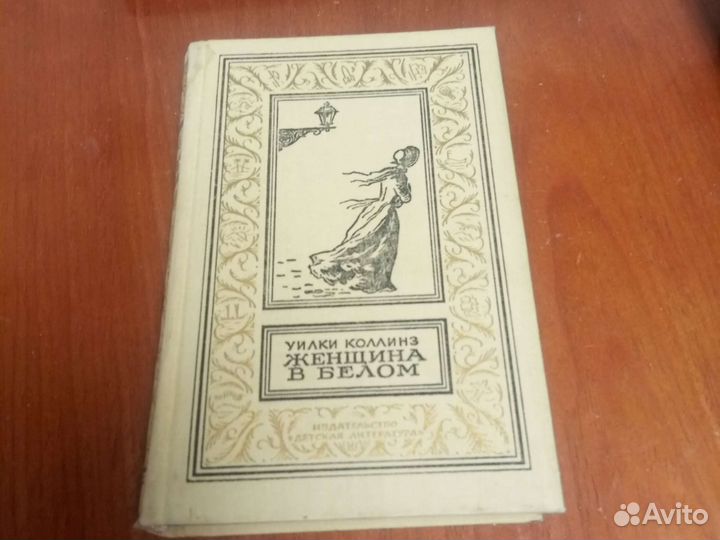 УИЛКИ КОЛЛИНЗ
ЖЕНЩИНА
В БЕЛОМ
ИЗДАТЕЛЬСТВО
«ДЕТСКАЯ ЛИТЕРАТУРА»
Avito